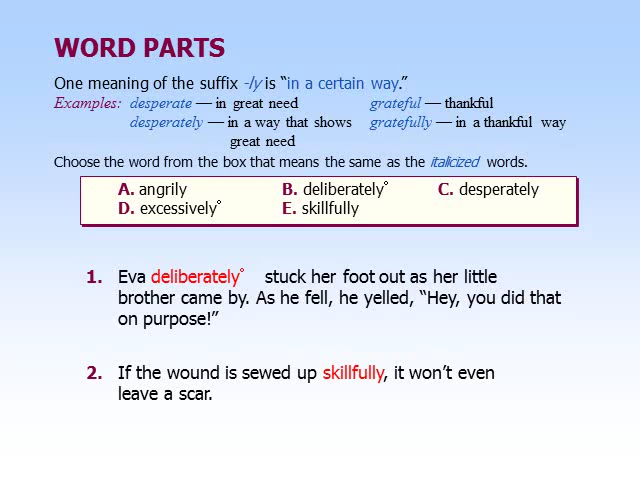 WORD PARTS
One meaning of the suffix -ly is “in a certain way.”
Examples: desperate — in great need grateful — thankful
desperately — in a way that shows gratefully — in a thankful way
great need
Choose the word from the box that means the same as the italicized words.
A. angrily B. deliberately° C. desperately
D. excessively° E. skillfully
1. Eva deliberately° stuck her foot out as her little
brother came by. As he fell, he yelled, “Hey, you did that
on purpose!”
2. If the wound is sewed up skillfully, it won’t even
leave a scar.